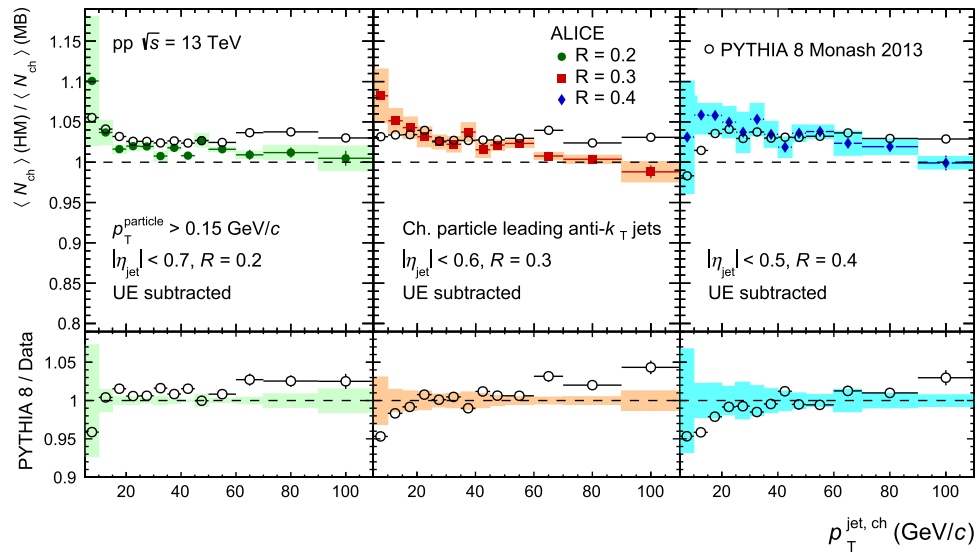 ⟨ N_ch ⟩ (HM) / ⟨ N_ch ⟩ (MB)
1.15
1.1
1.05
1
0.95
0.9
0.85
0.8
pp √s = 13 TeV
p_T^particle > 0.15 GeV/c
|η_jet| < 0.7, R = 0.2
UE subtracted
ALICE
R = 0.2
R = 0.3
R = 0.4
Ch. particle leading anti-k_T jets
|η_jet| < 0.6, R = 0.3
UE subtracted
PYTHIA 8 Monash 2013
|η_jet| < 0.5, R = 0.4
UE subtracted
PYTHIA 8 / Data
1.05
1
0.95
0.9
20 40 60 80 100
20 40 60 80 100
20 40 60 80 100
p_T^jet, ch (GeV/c)